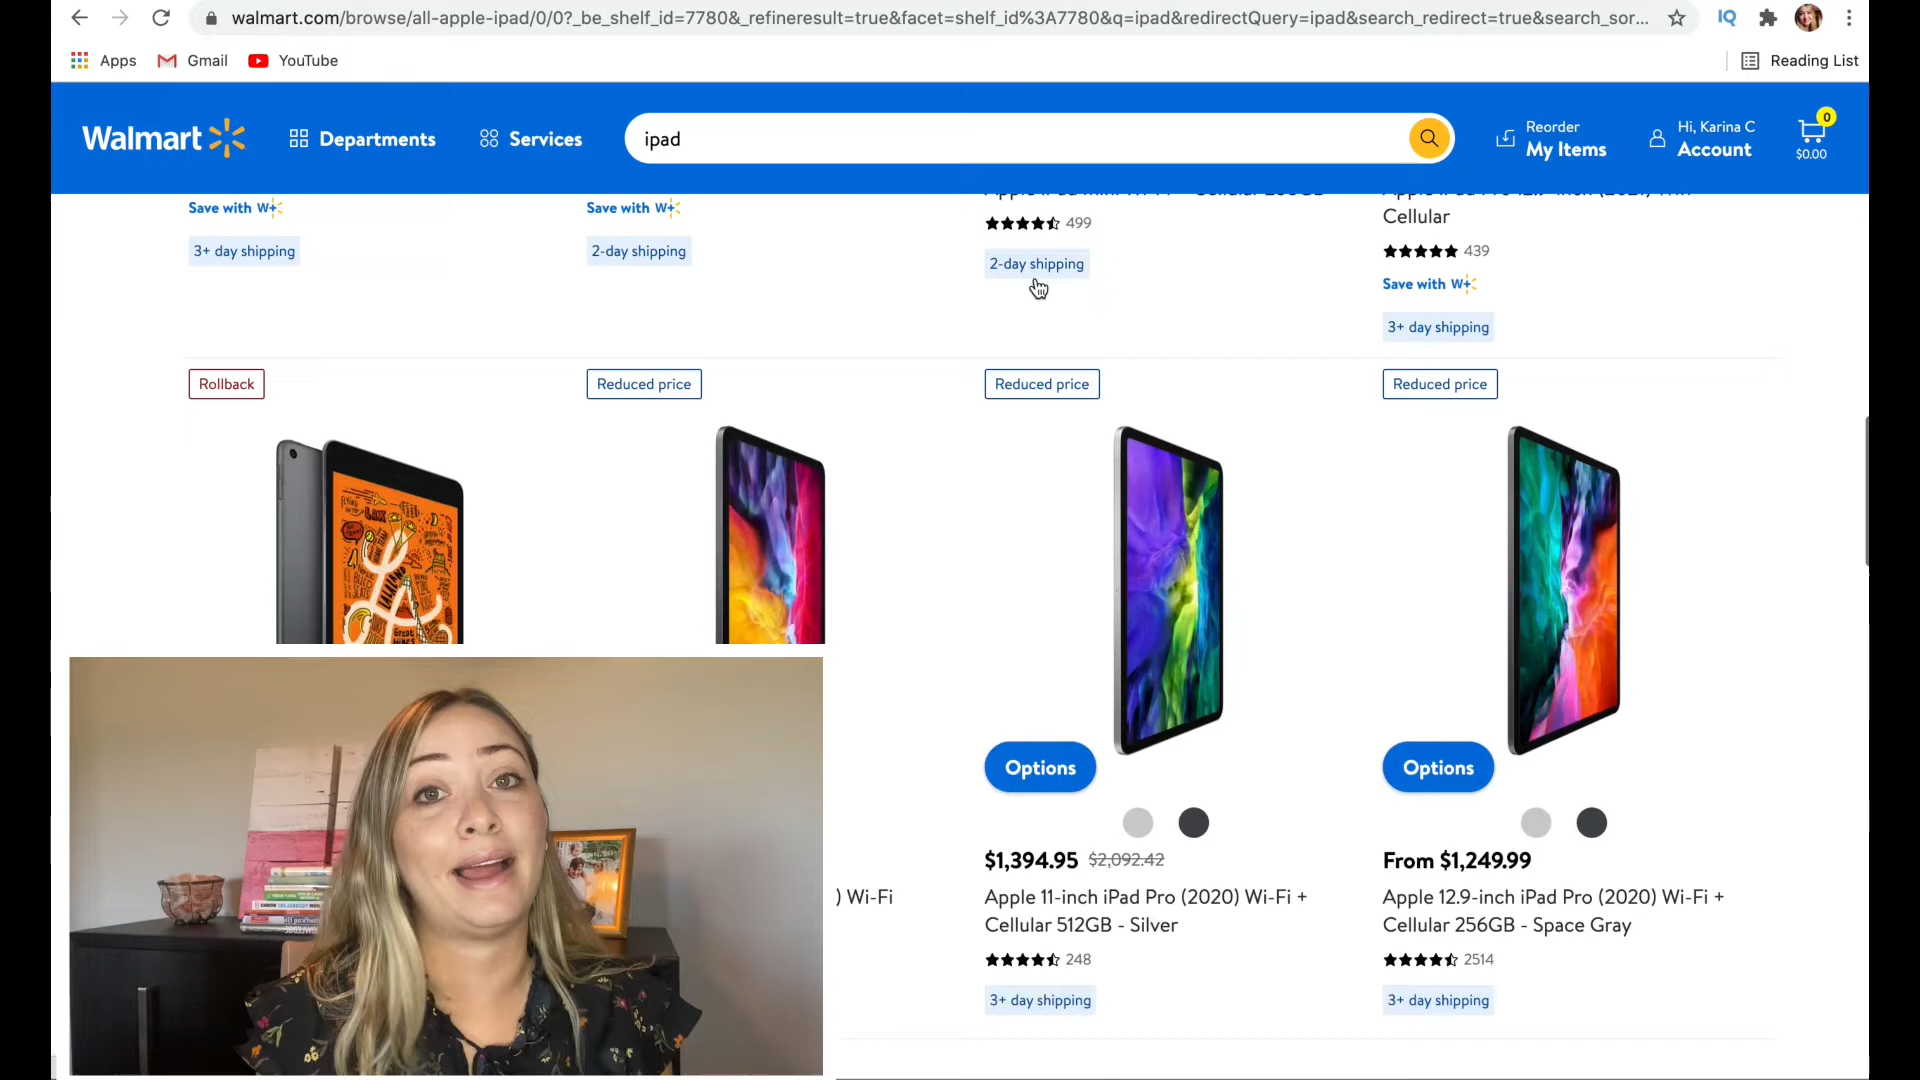 walmart.com/browse/all-apple-ipad/0/0?_be_shelf_id=7780&_refineresult=true&facet=shelf_id%3A7780&q=ipad&redirectQuery=ipad&search_redirect=true&search_sor...
IQ
Apps
Gmail
YouTube
Reading List
Walmart
Departments
Services
ipad
Reorder
My Items
Hi, Karina C
Account
0
$0.00
Save with W+
3+ day shipping
Save with W+
2-day shipping
499
2-day shipping
Cellular
439
Save with W+
3+ day shipping
Rollback
Reduced price
Reduced price
Reduced price
Options
Options
) Wi-Fi
$1,394.95 $2,092.42
Apple 11-inch iPad Pro (2020) Wi-Fi +
Cellular 512GB - Silver
248
3+ day shipping
From $1,249.99
Apple 12.9-inch iPad Pro (2020) Wi-Fi +
Cellular 256GB - Space Gray
2514
3+ day shipping